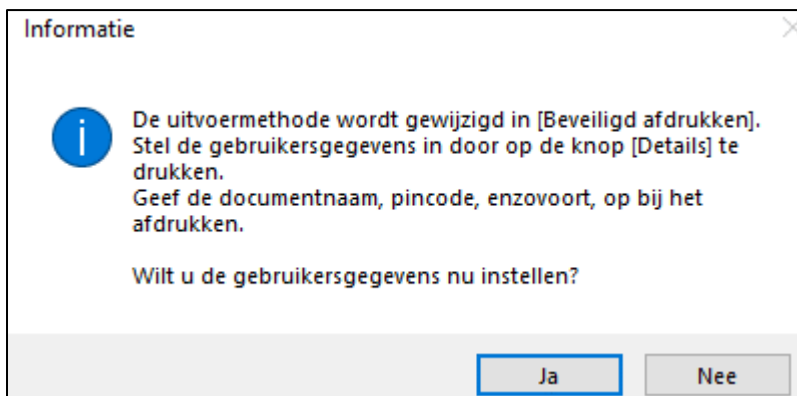 Informatie
De uitvoermethode wordt gewijzigd in [Beveiligd afdrukken].
Stel de gebruikersgegevens in door op de knop [Details] te
drukken.
Geef de documentnaam, pincode, enzovoort, op bij het
afdrukken.
Wilt u de gebruikersgegevens nu instellen?
Ja Nee